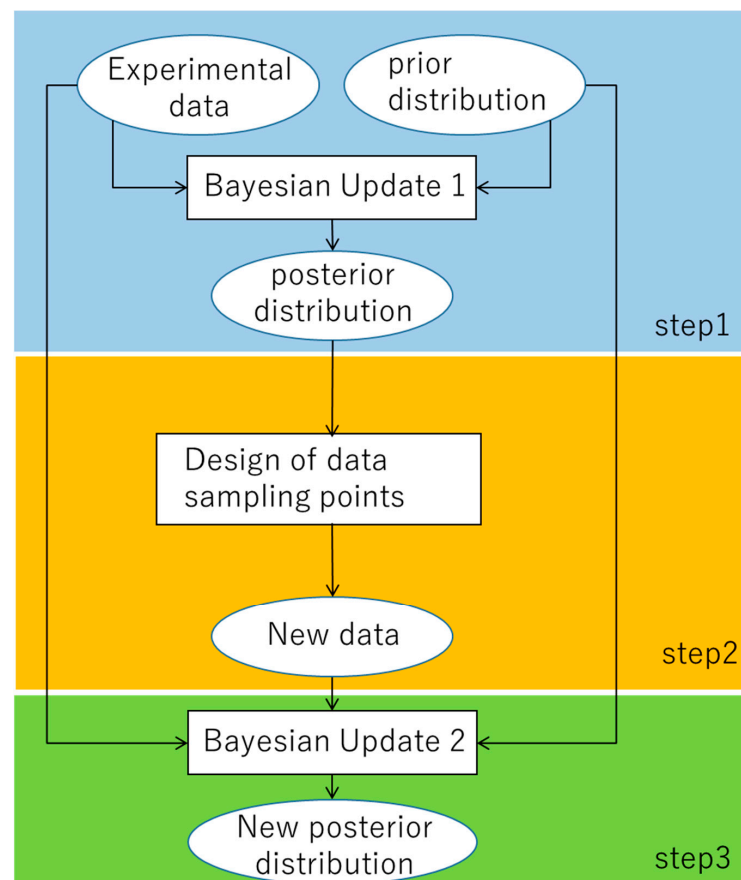 Experimental
data
prior
distribution
Bayesian Update 1
posterior
distribution
step1
Design of data
sampling points
New data
step2
Bayesian Update 2
New posterior
distribution
step3